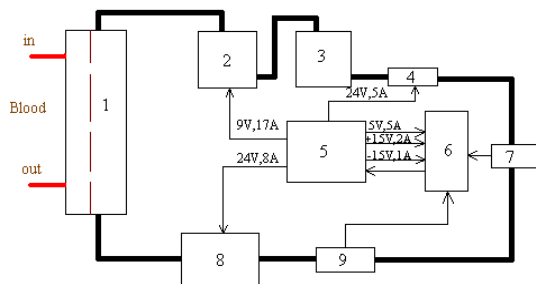 in
Blood
out
1
2
3
4
24V,5A
9V,17A
24V,8A
5
5V,5A
+15V,2A
-15V,1A
6
7
8
9